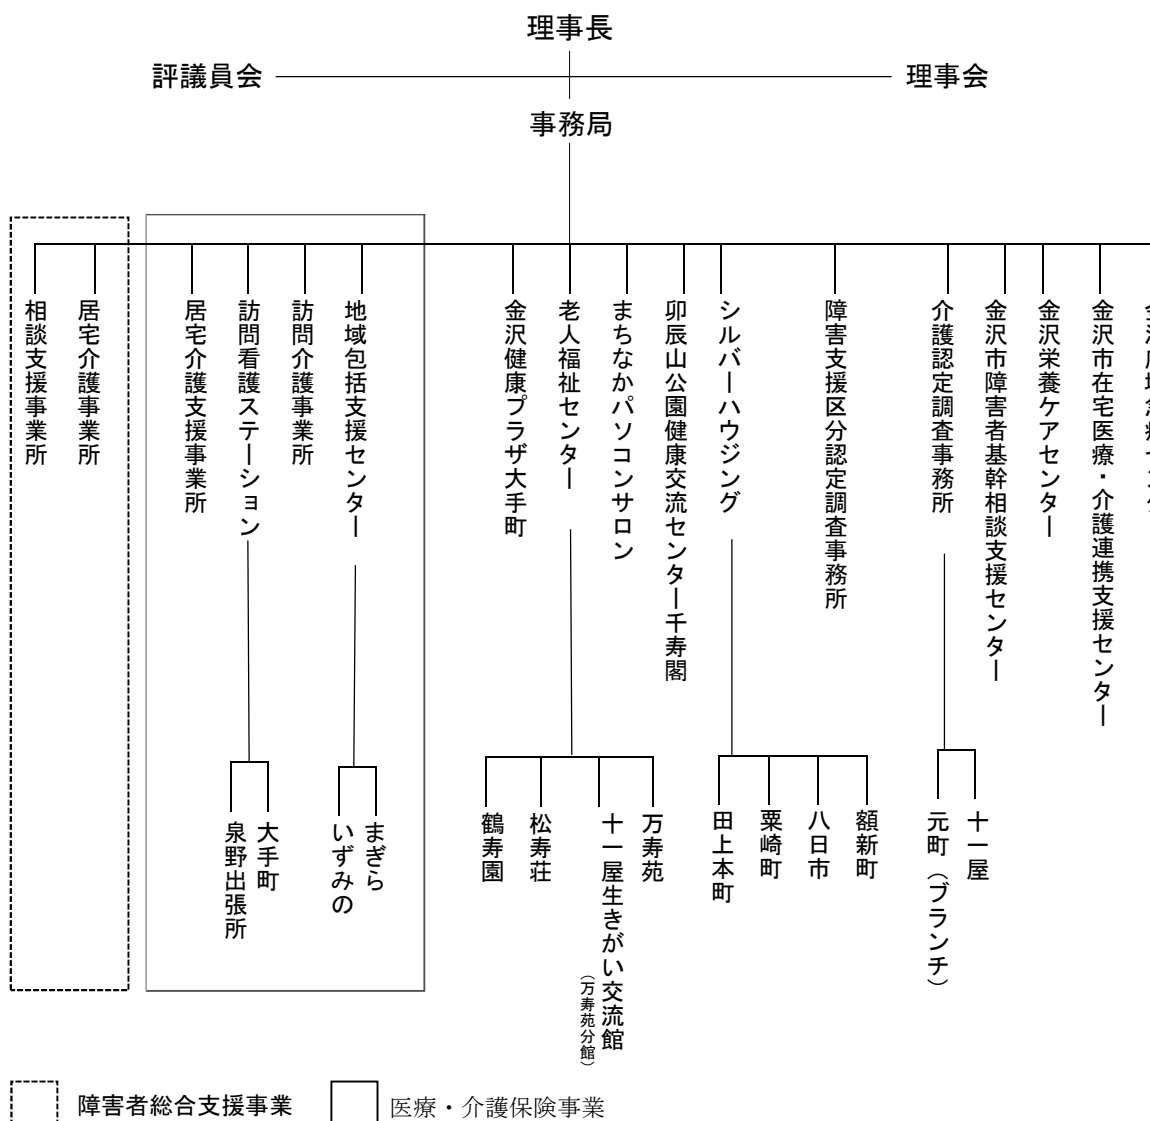 理事長
評議員会
理事会
事務局
相談支援事業所
居宅介護事業所
居宅介護支援事業所
訪問看護ステーション
訪問介護事業所
地域包括支援センター
金沢健康プラザ大手町
老人福祉センター
まちなかパソコンサロン
卯辰山公園健康交流センター千寿閣
シルバーハウジング
障害支援区分認定調査事務所
介護認定調査事務所
金沢市障害者基幹相談支援センター
金沢栄養ケアセンター
金沢市在宅医療・介護連携支援センター
泉野出張所
大手町
いずみの
まぎら
鶴寿園
松寿荘
十一屋生きがい交流館
（万寿苑分館）
万寿苑
田上本町
粟崎町
八日市
額新町
元町（ブランチ）
十一屋
障害者総合支援事業
医療・介護保険事業